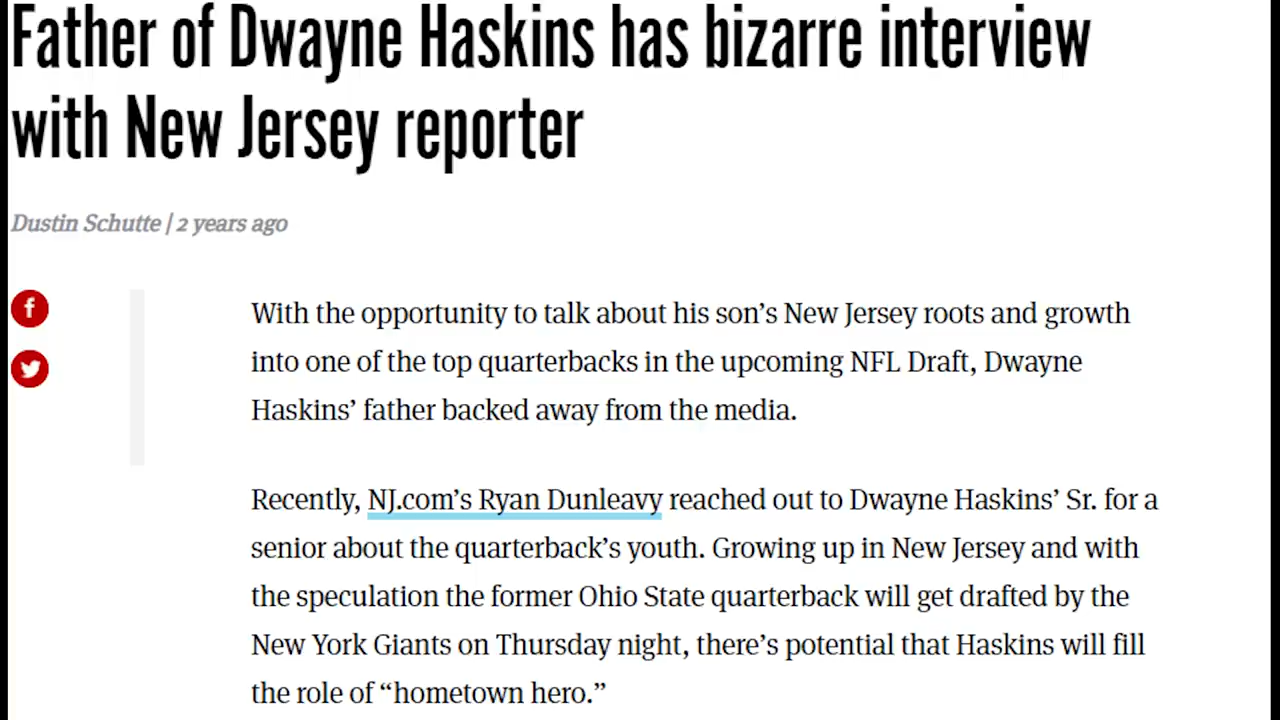 Father of Dwayne Haskins has bizarre interview
with New Jersey reporter
Dustin Schutte | 2 years ago
With the opportunity to talk about his son’s New Jersey roots and growth
into one of the top quarterbacks in the upcoming NFL Draft, Dwayne
Haskins’ father backed away from the media.
Recently, NJ.com’s Ryan Dunleavy reached out to Dwayne Haskins’ Sr. for a
senior about the quarterback’s youth. Growing up in New Jersey and with
the speculation the former Ohio State quarterback will get drafted by the
New York Giants on Thursday night, there’s potential that Haskins will fill
the role of “hometown hero.”